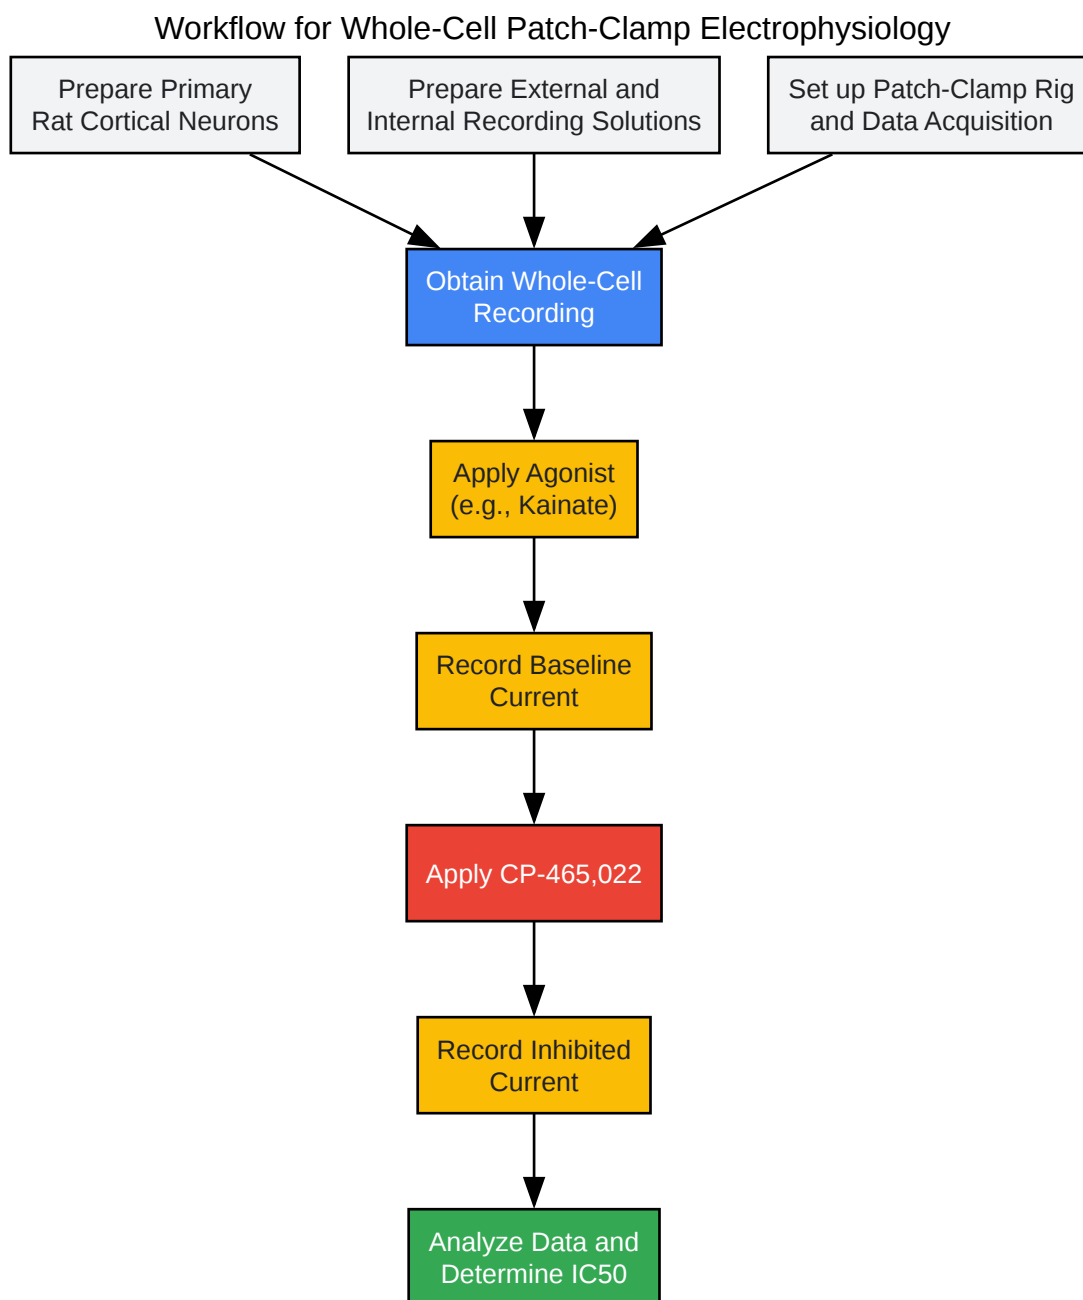 Workflow for Whole-Cell Patch-Clamp Electrophysiology
Prepare Primary
Rat Cortical Neurons
Prepare External and
Internal Recording Solutions
Set up Patch-Clamp Rig
and Data Acquisition
Obtain Whole-Cell
Recording
Apply Agonist
(e.g., Kainate)
Record Baseline
Current
Apply CP-465,022
Record Inhibited
Current
Analyze Data and
Determine IC50